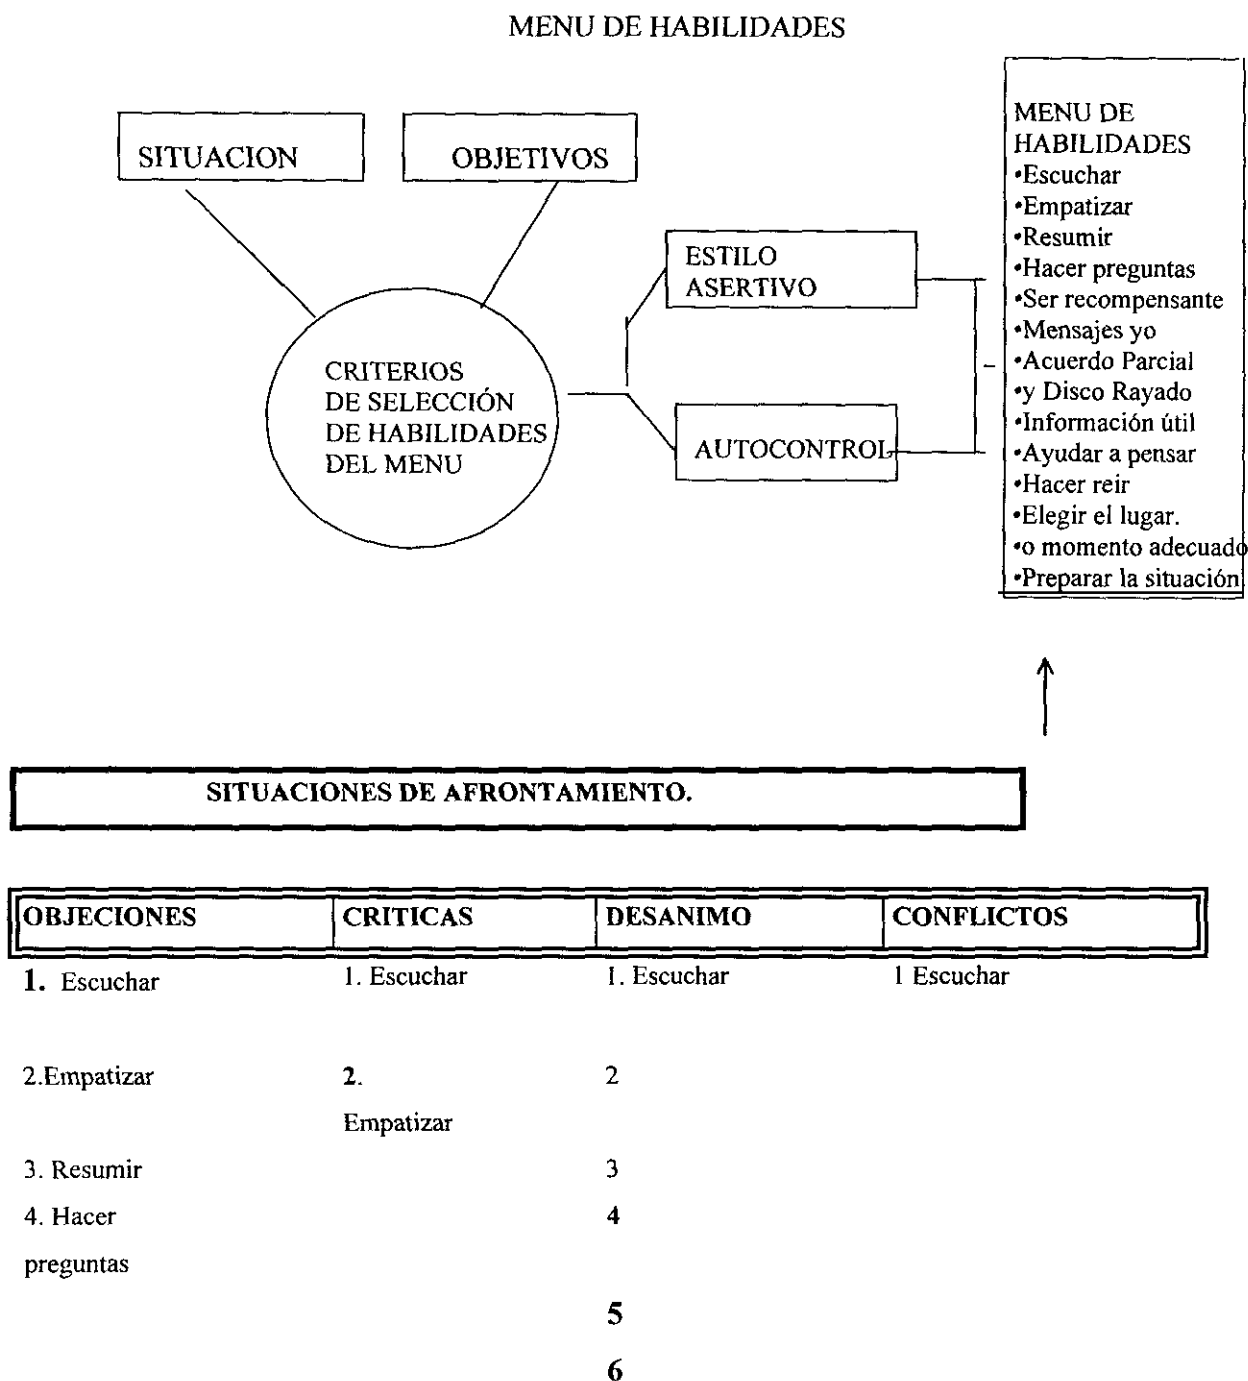 MENU DE HABILIDADES
SITUACION
OBJETIVOS
CRITERIOS
DE SELECCIÓN
DE HABILIDADES
DEL MENU
ESTILO
ASERTIVO
AUTOCONTROL
MENU DE
HABILIDADES
•Escuchar
•Empatizar
•Resumir
•Hacer preguntas
•Ser recompensante
•Mensajes yo
•Acuerdo Parcial
•y Disco Rayado
•Información útil
•Ayudar a pensar
•Hacer reir
•Elegir el lugar.
•o momento adecuado
•Preparar la situación
SITUACIONES DE AFRONTAMIENTO.
OBJECIONES CRITICAS DESANIMO CONFLICTOS
1. Escuchar 1. Escuchar 1. Escuchar 1 Escuchar
2.Empatizar 2. 2
Empatizar
3. Resumir 3
4. Hacer 4
preguntas
5
6